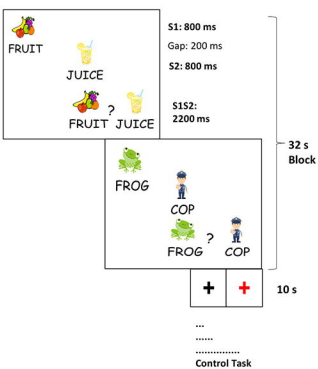 FRUIT
JUICE
FRUIT ? JUICE
S1: 800 ms
Gap: 200 ms
S2: 800 ms
S1S2:
2200 ms
FROG
COP
FROG ? COP
32 s
Block
+ +
10 s
...
......
...............
Control Task